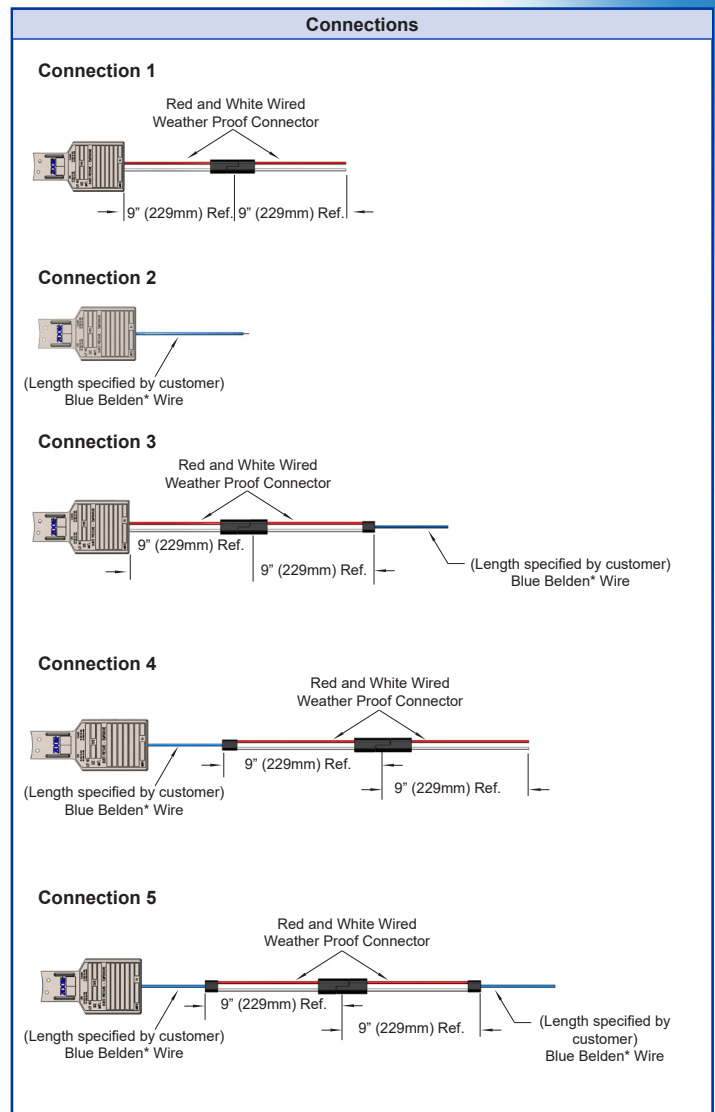 Connections
Connection 1
Red and White Wired
Weather Proof Connector
ZOOK
9” (229mm) Ref. 9” (229mm) Ref.
Connection 2
ZOOK
(Length specified by customer)
Blue Belden* Wire
Connection 3
Red and White Wired
Weather Proof Connector
ZOOK
9” (229mm) Ref.
9” (229mm) Ref.
(Length specified by customer)
Blue Belden* Wire
Connection 4
Red and White Wired
Weather Proof Connector
ZOOK
9” (229mm) Ref.
9” (229mm) Ref.
(Length specified by customer)
Blue Belden* Wire
Connection 5
Red and White Wired
Weather Proof Connector
ZOOK
9” (229mm) Ref.
9” (229mm) Ref.
(Length specified by customer)
Blue Belden* Wire
(Length specified by
customer)
Blue Belden* Wire